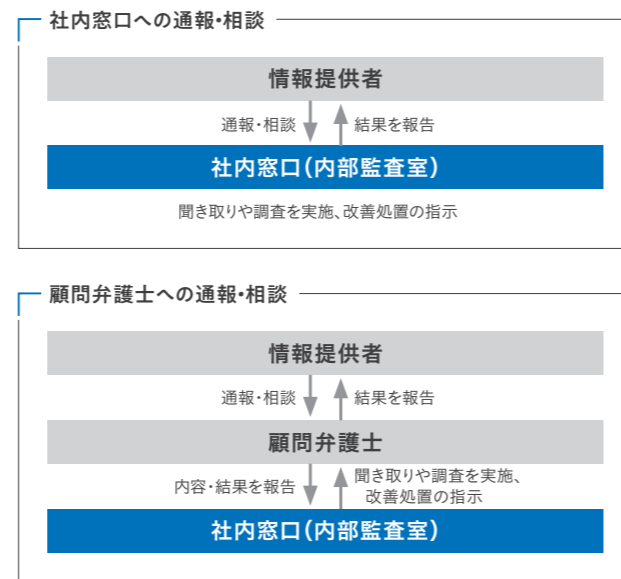 社内窓口への通報・相談
情報提供者
通報・相談
結果を報告
社内窓口（内部監査室）
聞き取りや調査を実施、改善処置の指示
顧問弁護士への通報・相談
情報提供者
通報・相談
結果を報告
顧問弁護士
内容・結果を報告
聞き取りや調査を実施、
改善処置の指示
社内窓口（内部監査室）